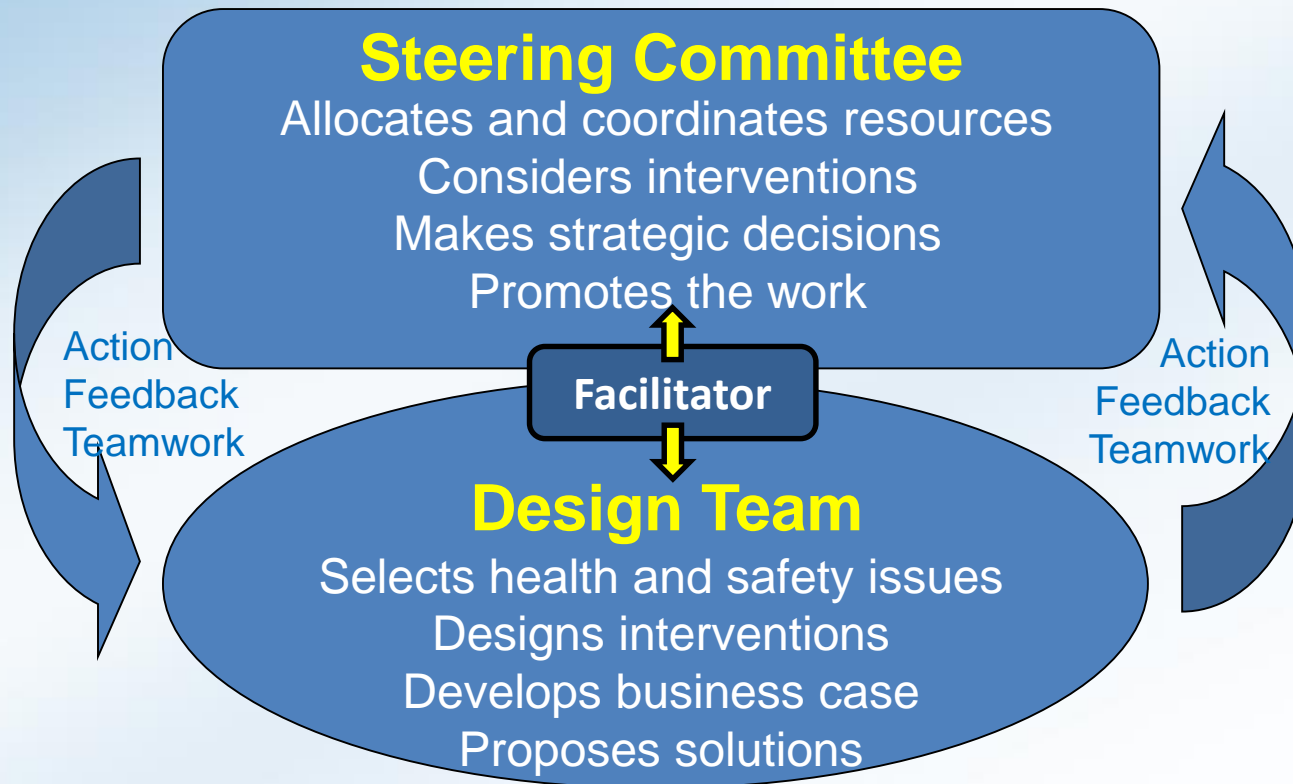 Steering Committee
Allocates and coordinates resources
Considers interventions
Makes strategic decisions
Promotes the work
Action
Feedback
Teamwork
Facilitator
Action
Feedback
Teamwork
Design Team
Selects health and safety issues
Designs interventions
Develops business case
Proposes solutions